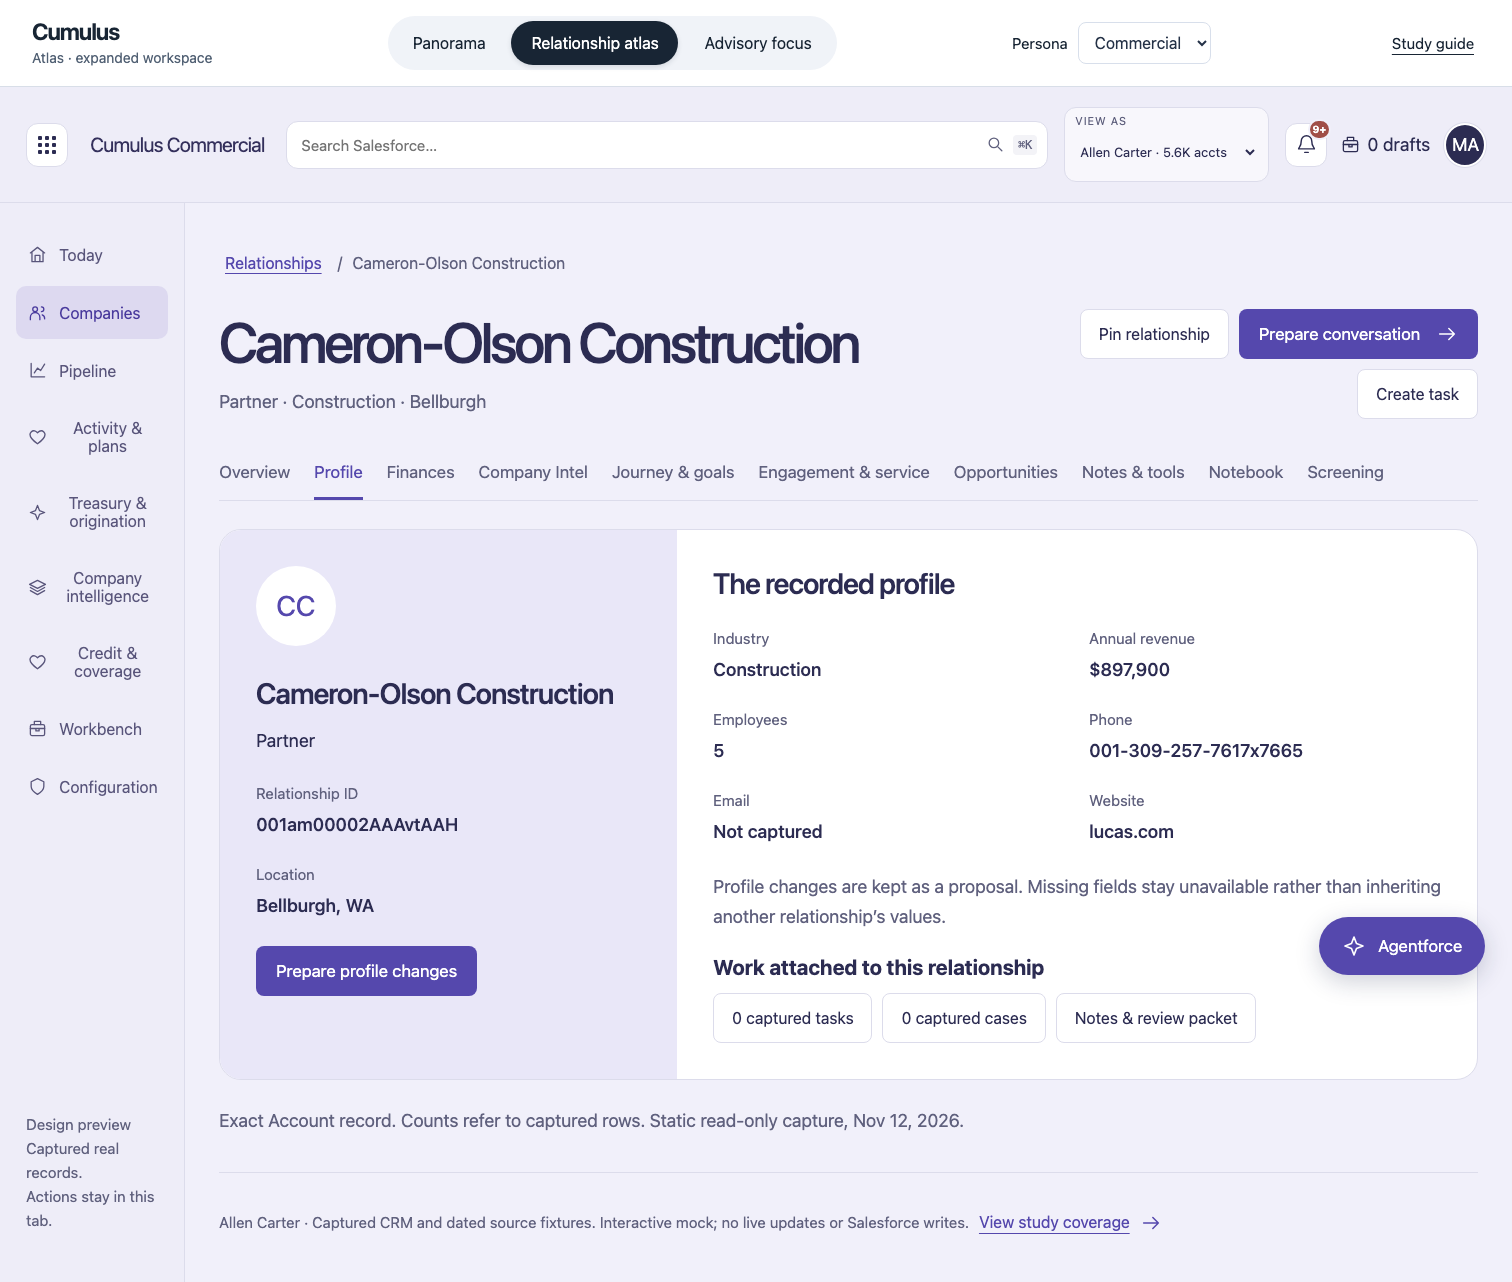 Cumulus
Atlas · expanded workspace
Panorama
Relationship atlas
Advisory focus
Persona
Commercial
Study guide
Cumulus Commercial
Search Salesforce...
⌘K
VIEW AS
Allen Carter · 5.6K accts
9+
0 drafts
MA
Today
Companies
Pipeline
Activity &
plans
Treasury &
origination
Company
intelligence
Credit &
coverage
Workbench
Configuration
Design preview
Captured real
records.
Actions stay in this
tab.
Relationships / Cameron-Olson Construction
Cameron-Olson Construction
Partner · Construction · Bellburgh
Pin relationship
Prepare conversation →
Create task
Overview
Profile
Finances
Company Intel
Journey & goals
Engagement & service
Opportunities
Notes & tools
Notebook
Screening
CC
Cameron-Olson Construction
Partner
Relationship ID
001am00002AAAvtAAH
Location
Bellburgh, WA
Prepare profile changes
The recorded profile
Industry
Construction
Annual revenue
$897,900
Employees
5
Phone
001-309-257-7617x7665
Email
Not captured
Website
lucas.com
Profile changes are kept as a proposal. Missing fields stay unavailable rather than inheriting
another relationship's values.
Work attached to this relationship
0 captured tasks
0 captured cases
Notes & review packet
Agentforce
Exact Account record. Counts refer to captured rows. Static read-only capture, Nov 12, 2026.
Allen Carter · Captured CRM and dated source fixtures. Interactive mock; no live updates or Salesforce writes. View study coverage →